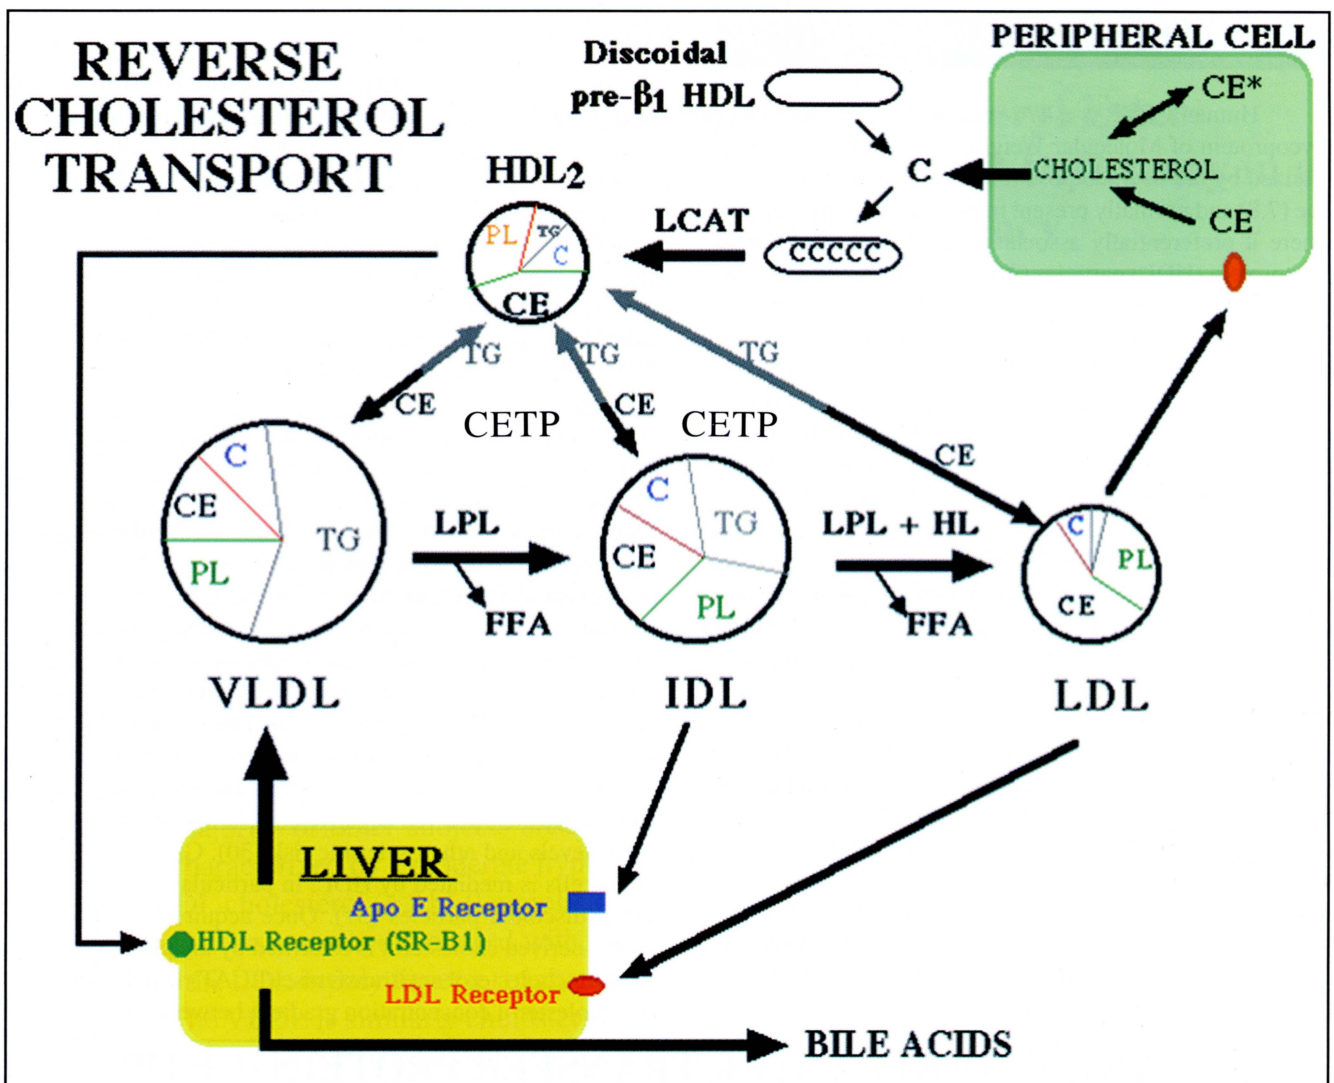 REVERSE
CHOLESTEROL
TRANSPORT
Discoidal
pre-β1 HDL
PERIPHERAL CELL
CE*
CHOLESTEROL
CE
C
CCCCC
LCAT
HDL2
PL
TG
C
CE
TG
CE
TG
CE
TG
CE
CETP
CETP
C
CE
TG
PL
VLDL
LPL
FFA
C
TG
CE
PL
IDL
LPL + HL
FFA
C
PL
CE
LDL
LIVER
Apo E Receptor
HDL Receptor (SR-B1)
LDL Receptor
BILE ACIDS